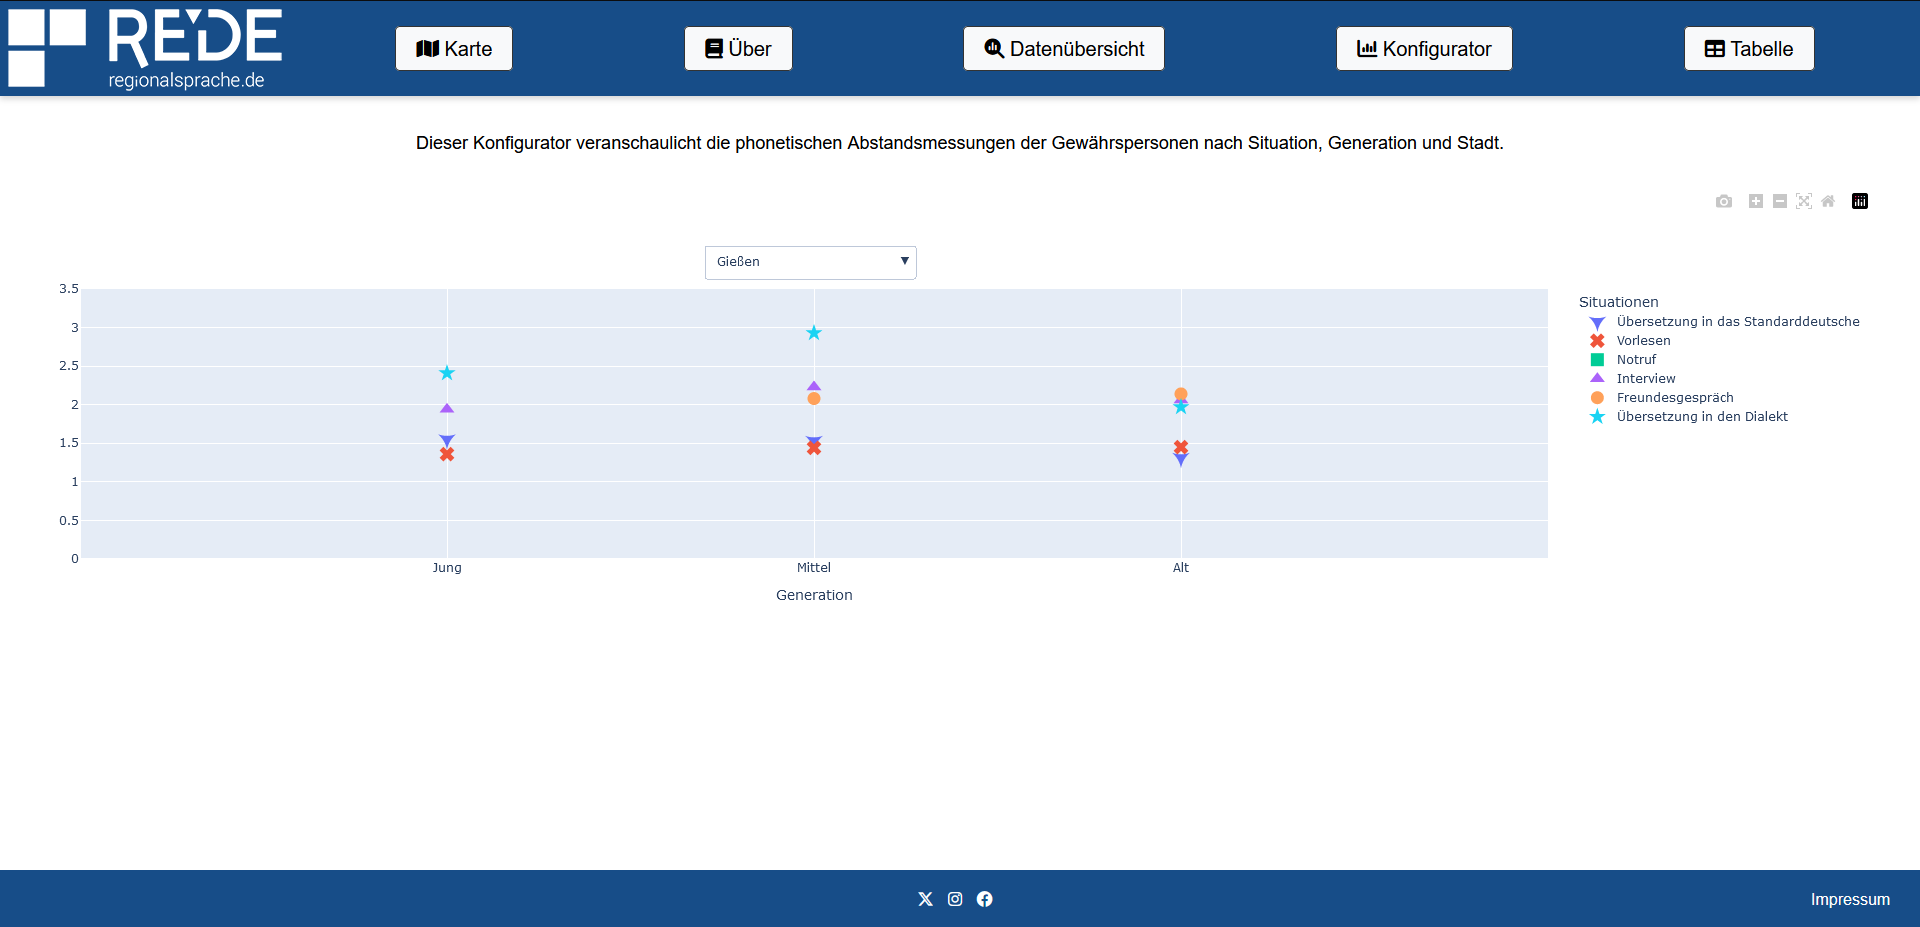 REDE
regionalsprache.de
Karte
Über
Datenübersicht
Konfigurator
Tabelle
Dieser Konfigurator veranschaulicht die phonetischen Abstandsmessungen der Gewährspersonen nach Situation, Generation und Stadt.
Gießen
3.5
3
2.5
2
1.5
1
0.5
0
Jung
Mittel
Alt
Generation
Situationen
Übersetzung in das Standarddeutsche
Vorlesen
Notruf
Interview
Freundesgespräch
Übersetzung in den Dialekt
Impressum